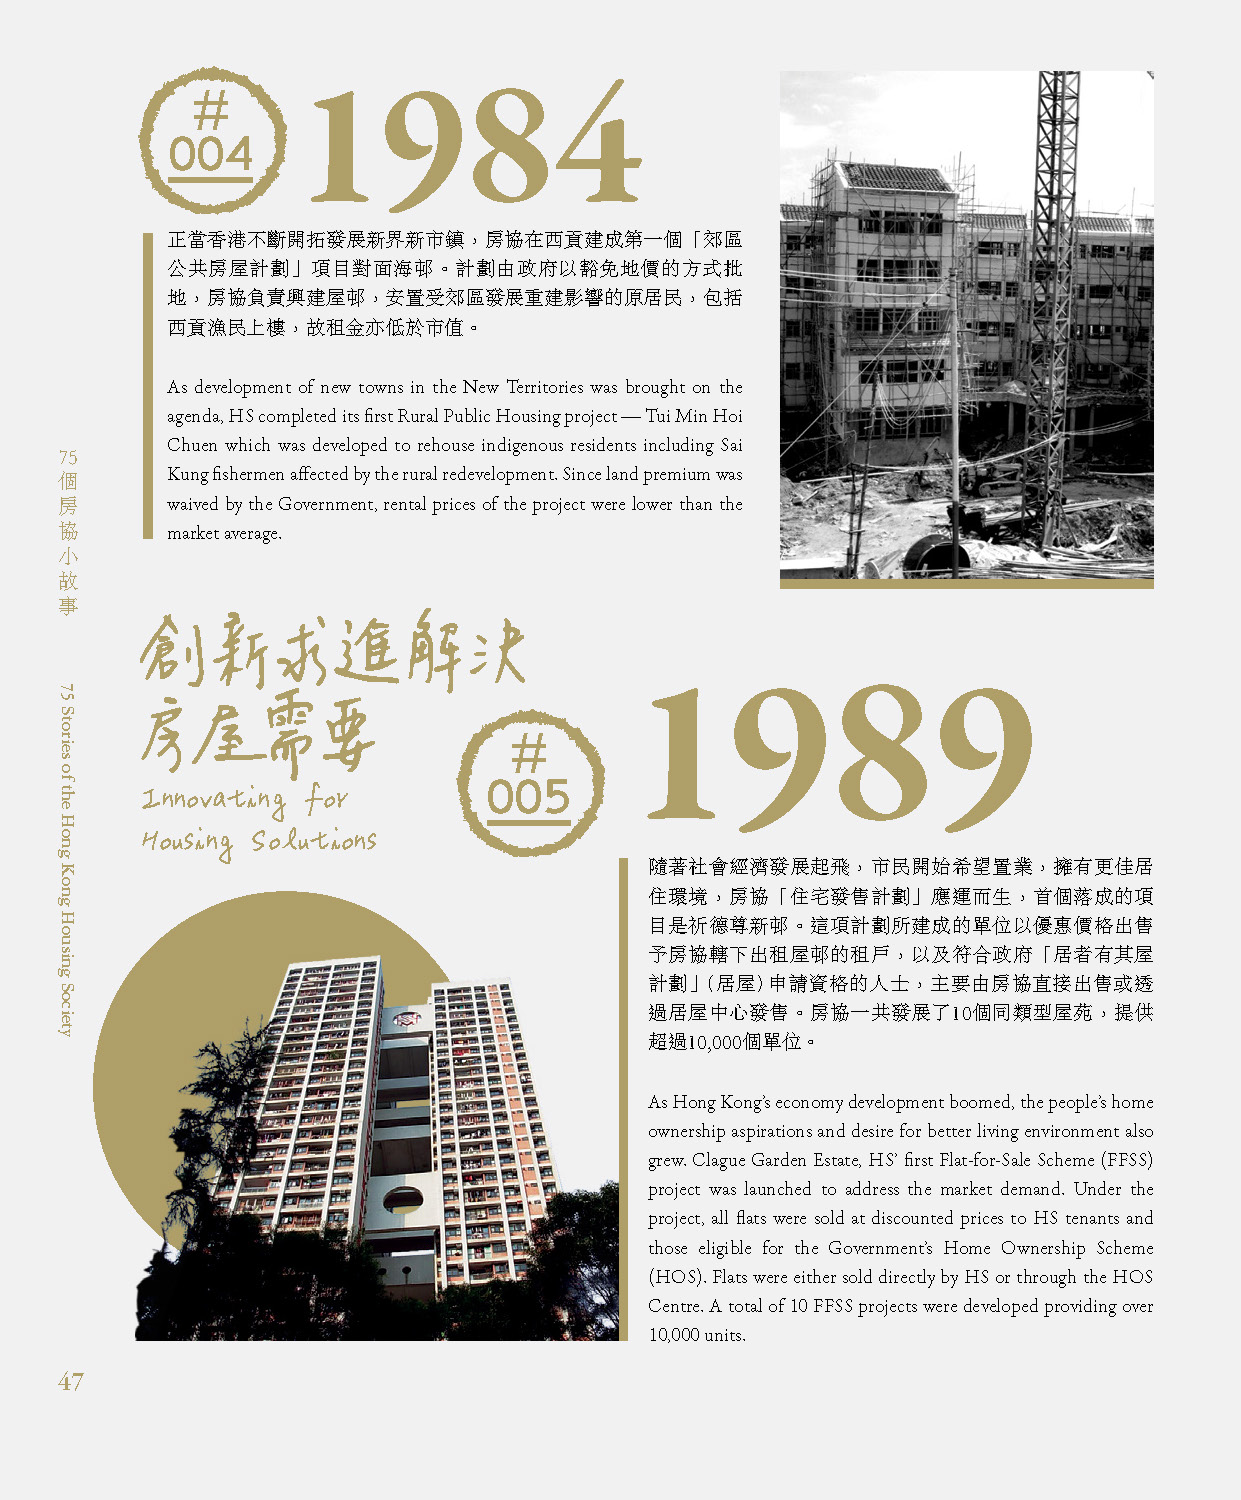 #
004
1984
正當香港不斷開拓發展新界新市鎮，房協在西貢建成第一個「郊區
公共房屋計劃」項目對面海邨。計劃由政府以豁免地價的方式批
地，房協負責興建屋邨，安置受郊區發展重建影響的原居民，包括
西貢漁民上樓，故租金亦低於市值。
As development of new towns in the New Territories was brought on the
agenda, HS completed its first Rural Public Housing project — Tui Min Hoi
Chuen which was developed to rehouse indigenous residents including Sai
Kung fishermen affected by the rural redevelopment. Since land premium was
waived by the Government, rental prices of the project were lower than the
market average.
75個房協小故事
75 Stories of the Hong Kong Housing Society
創新求進解決
房屋需要
Innovating for
Housing Solutions
#
005
1989
隨著社會經濟發展起飛，市民開始希望置業，擁有更佳居
住環境，房協「住宅發售計劃」應運而生，首個落成的項
目是祈德尊新邨。這項計劃所建成的單位以優惠價格出售
予房協轄下出租屋邨的租戶，以及符合政府「居者有其屋
計劃」(居屋)申請資格的人士，主要由房協直接出售或透
過居屋中心發售。房協一共發展了10個同類型屋苑，提供
超過10,000個單位。
As Hong Kong's economy development boomed, the people's home
ownership aspirations and desire for better living environment also
grew. Clague Garden Estate, HS' first Flat-for-Sale Scheme (FFSS)
project was launched to address the market demand. Under the
project, all flats were sold at discounted prices to HS tenants and
those eligible for the Government's Home Ownership Scheme
(HOS). Flats were either sold directly by HS or through the HOS
Centre. A total of 10 FFSS projects were developed providing over
10,000 units.
47